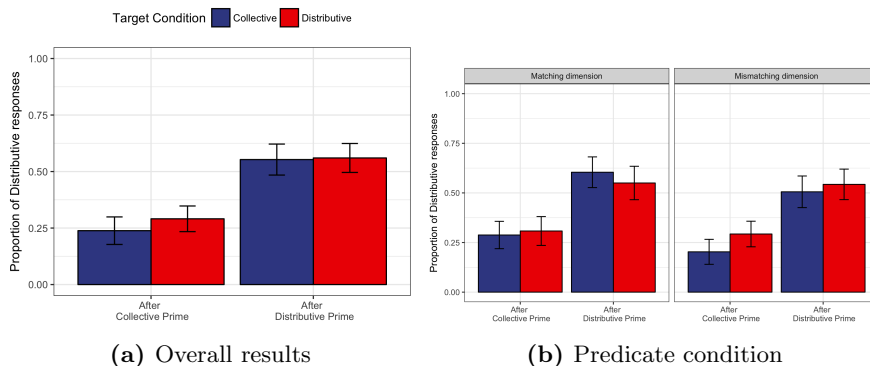 Target Condition Collective Distributive
Proportion of Distributive responses
1.00
0.75
0.50
0.25
0.00
After
Collective Prime
After
Distributive Prime
(a) Overall results
Matching dimension
Mismatching dimension
Proportion of Distributive responses
1.00
0.75
0.50
0.25
0.00
After
Collective Prime
After
Distributive Prime
After
Collective Prime
After
Distributive Prime
(b) Predicate condition